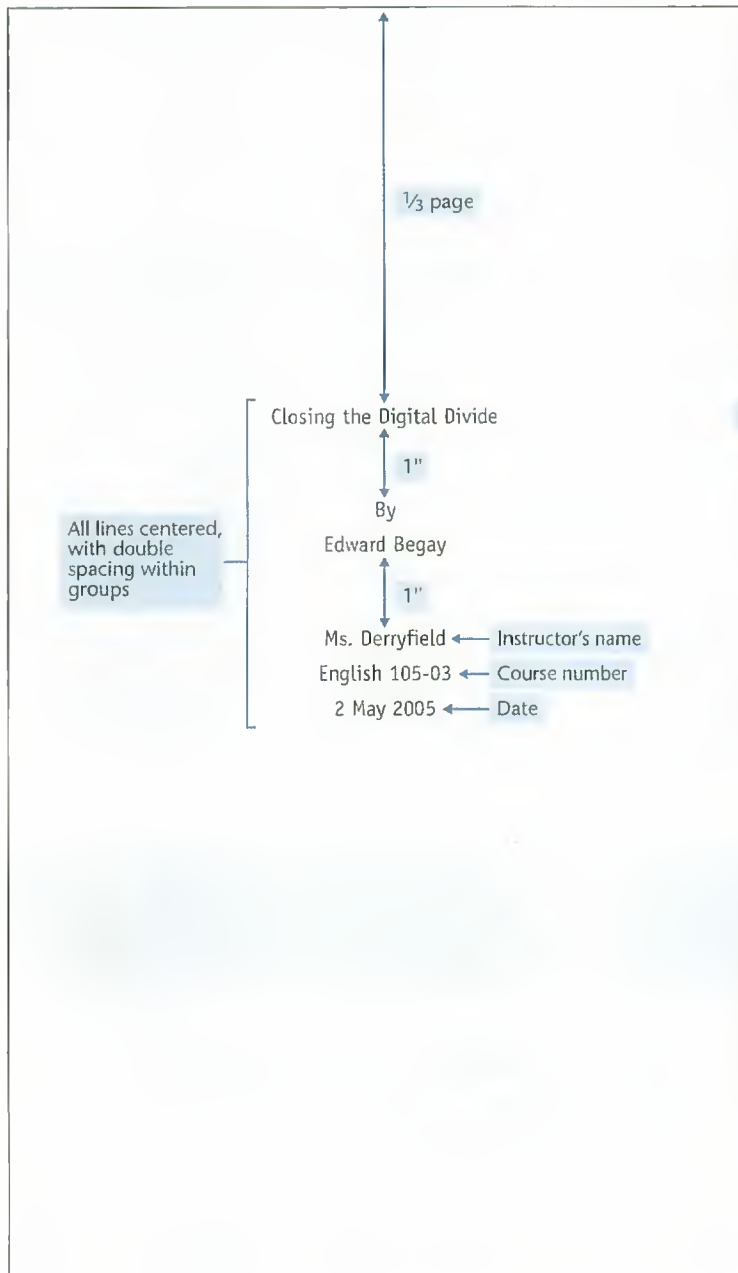 ⅓ page
Closing the Digital Divide
1"
By
Edward Begay
1"
All lines centered,
with double
spacing within
groups
Ms. Derryfield Instructor's name
English 105-03 Course number
2 May 2005 Date